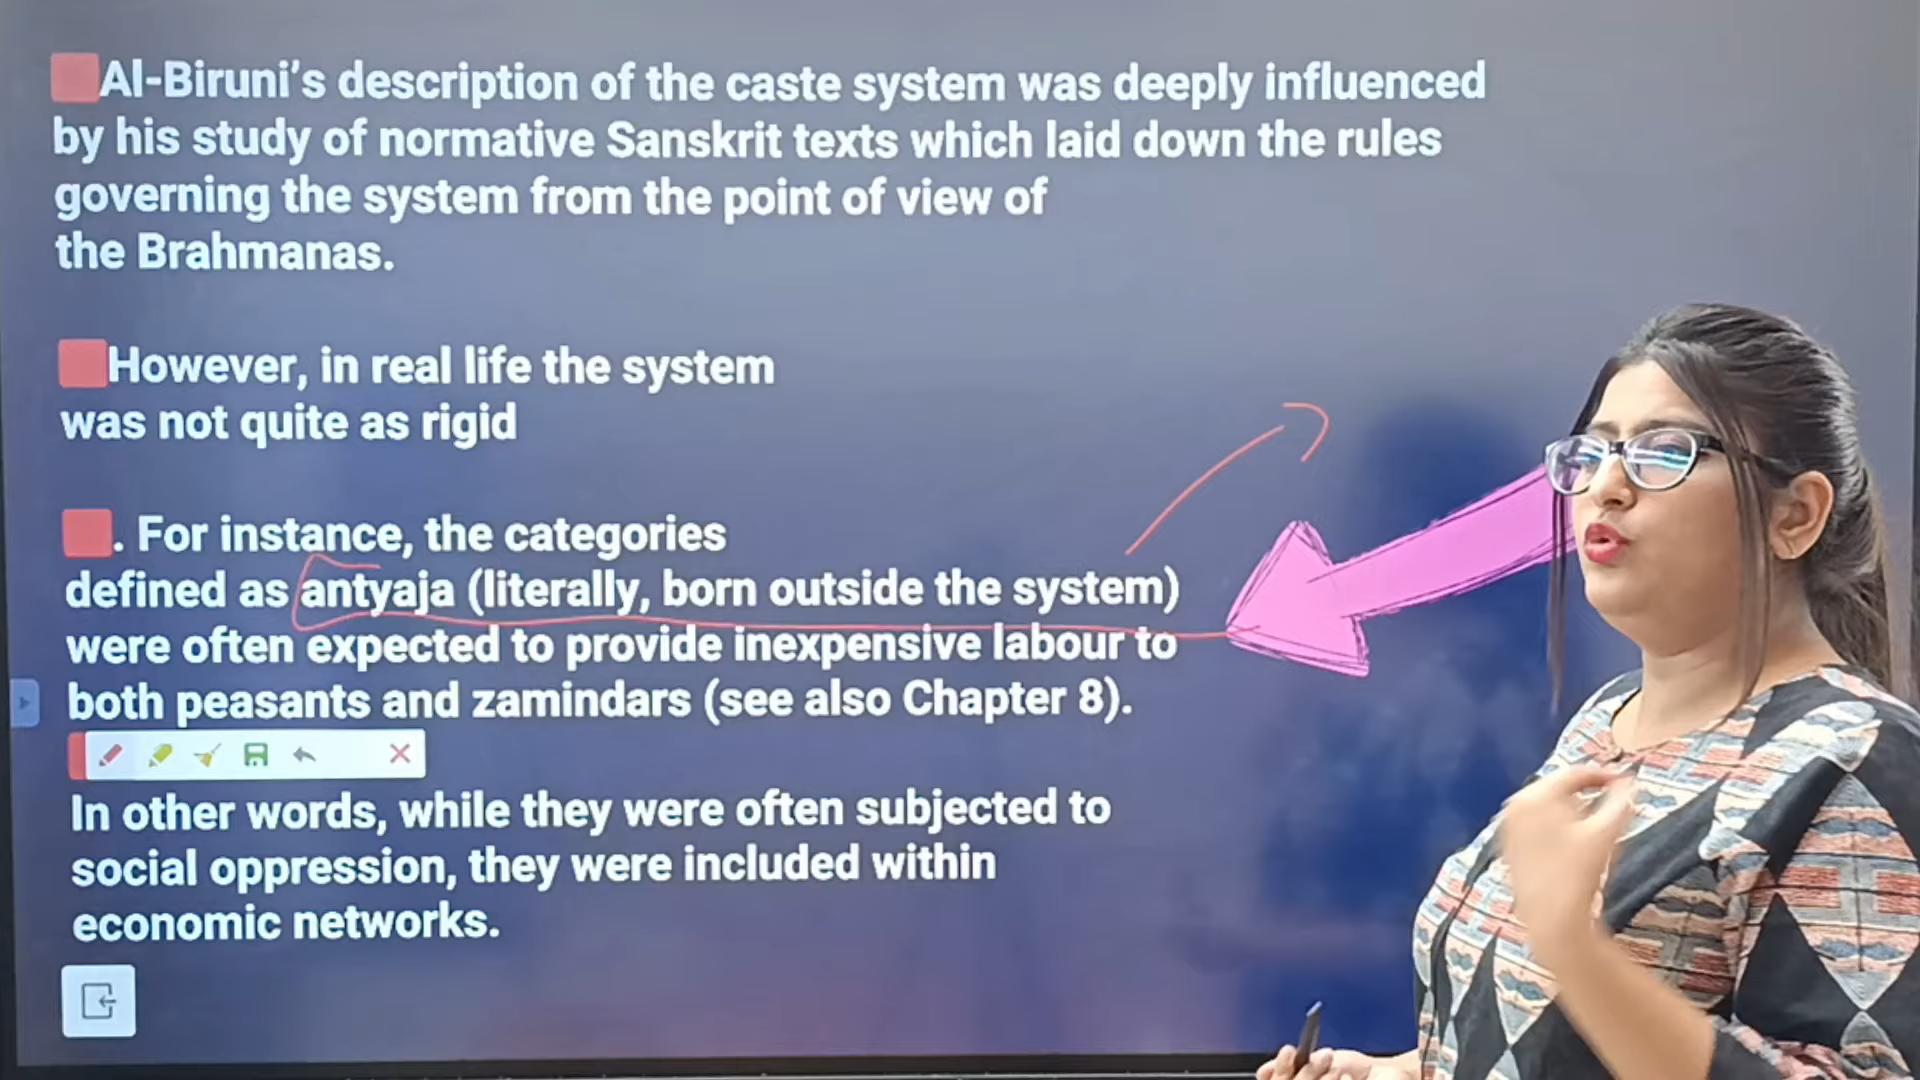 Al-Biruni's description of the caste system was deeply influenced
by his study of normative Sanskrit texts which laid down the rules
governing the system from the point of view of
the Brahmanas.
However, in real life the system
was not quite as rigid
. For instance, the categories
defined as antyaja (literally, born outside the system)
were often expected to provide inexpensive labour to
both peasants and zamindars (see also Chapter 8).
In other words, while they were often subjected to
social oppression, they were included within
economic networks.